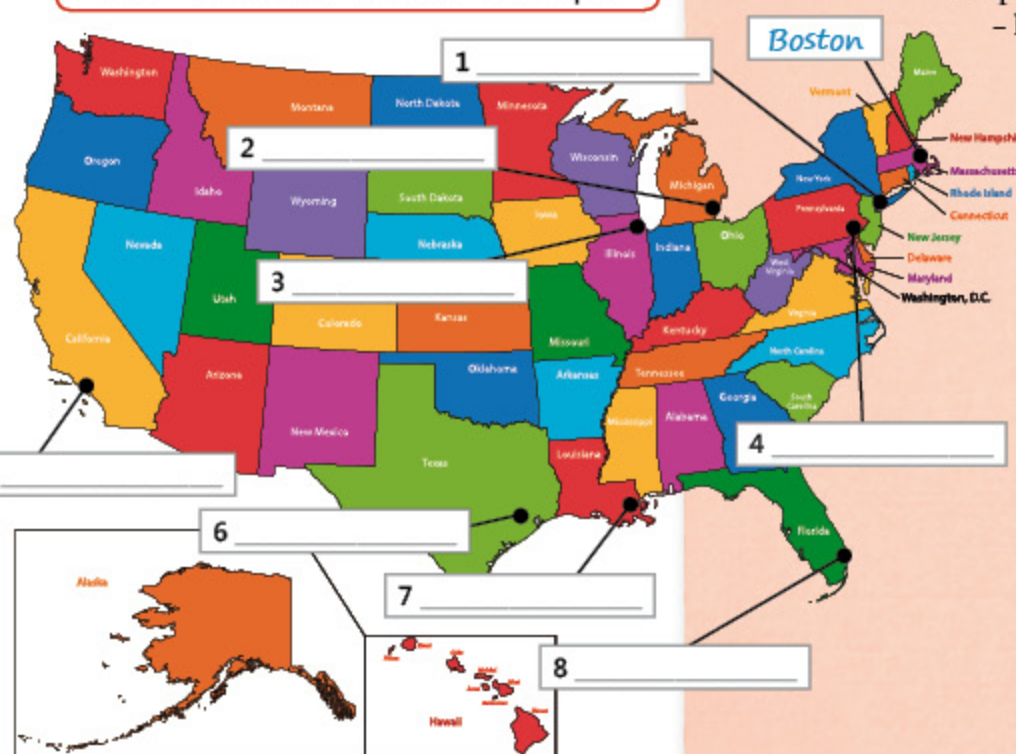 Boston
1
Maine
Washington
Vermont
Montana
North Dakota
Minnesota
New Hampshi
2
Wisconsin
Oregon
Massachusett
Michigan
New York
Idaho
Rhode Island
South Dakota
Wyoming
Pennsylvania
Iowa
Connecticut
Ohio
New Jersey
Nebraska
Nevada
Indiana
Illinois
Delaware
West
Virginia
3
Maryland
Utah
Washington, D.C.
Virginia
Kansas
Colorado
Kentucky
California
Missouri
North Carolina
Tennessee
Oklahoma
Arizona
Arkansas
Georgia
South
Carolina
Mississippi
Alabama
New Mexico
4
Louisiana
Texas
6
Florida
Alaska
7
8
Hawaii